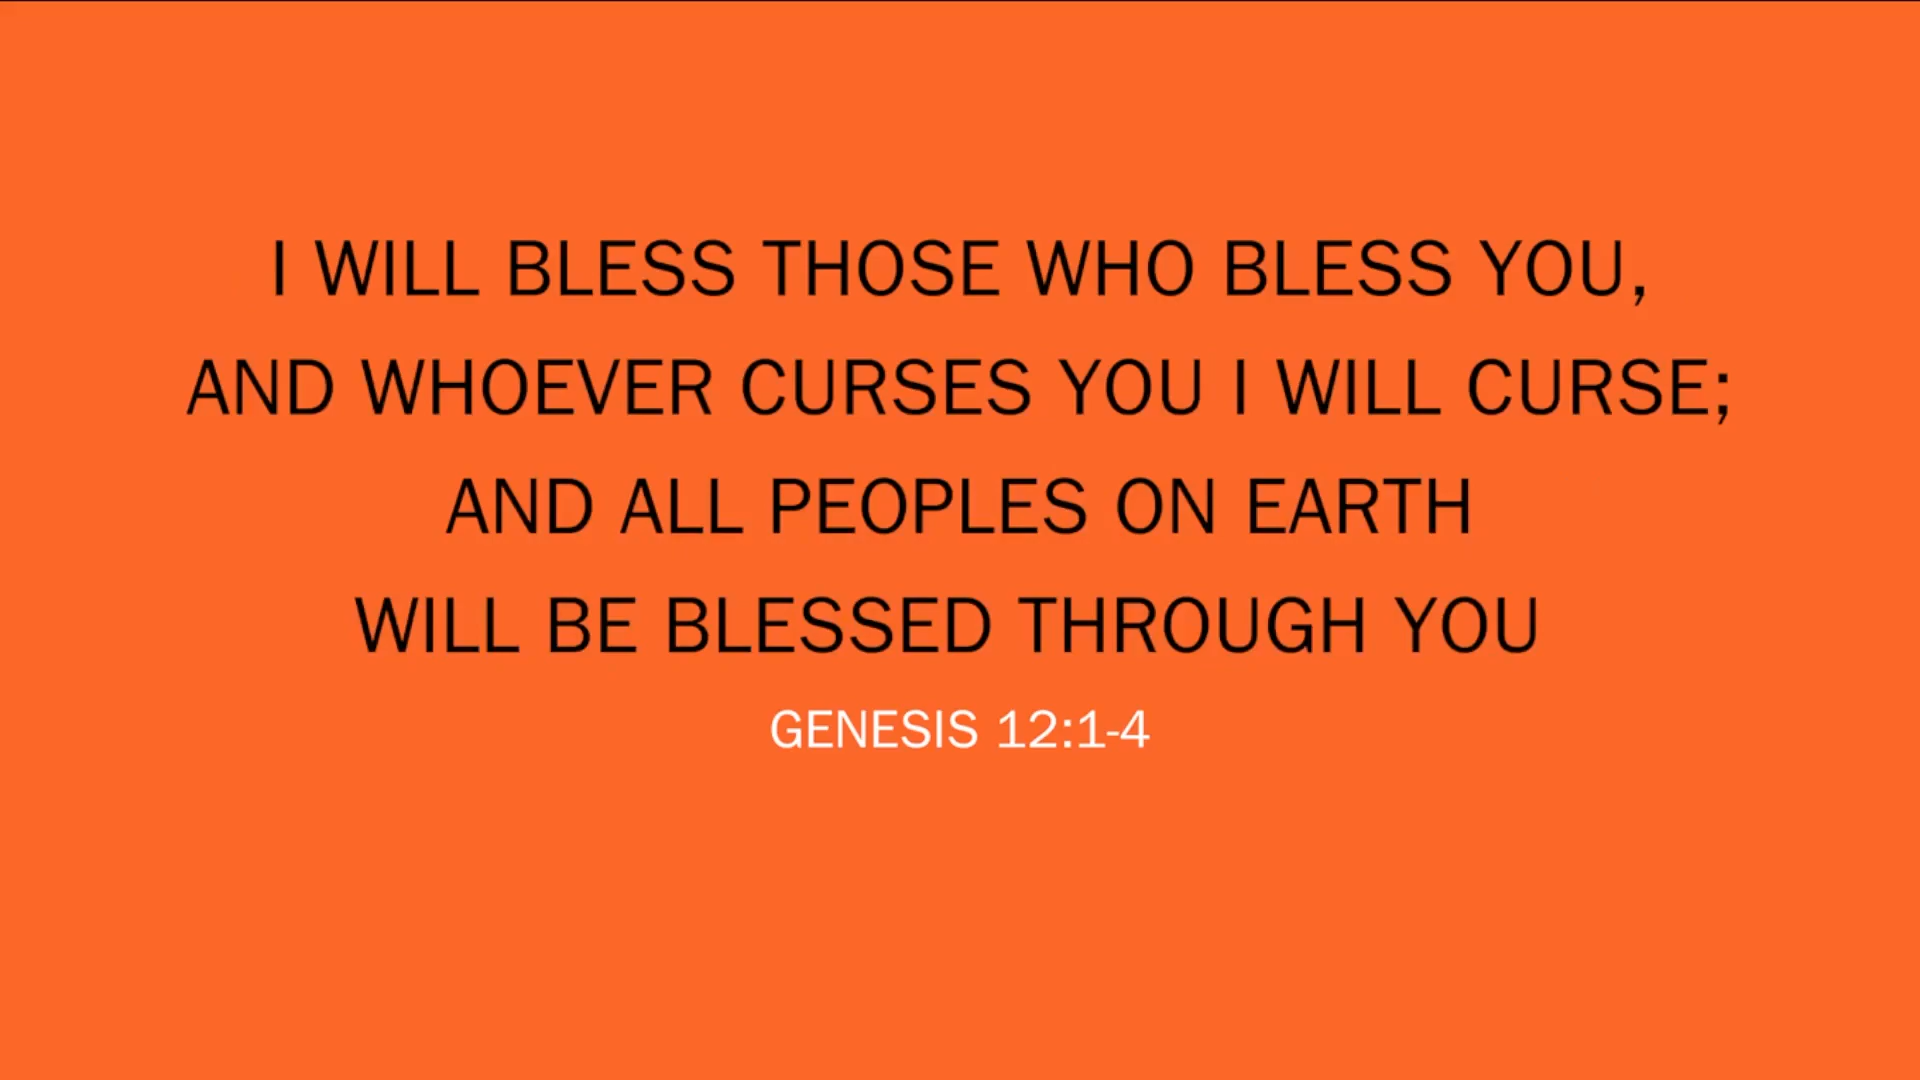 I WILL BLESS THOSE WHO BLESS YOU,
AND WHOEVER CURSES YOU I WILL CURSE;
AND ALL PEOPLES ON EARTH
WILL BE BLESSED THROUGH YOU
GENESIS 12:1-4